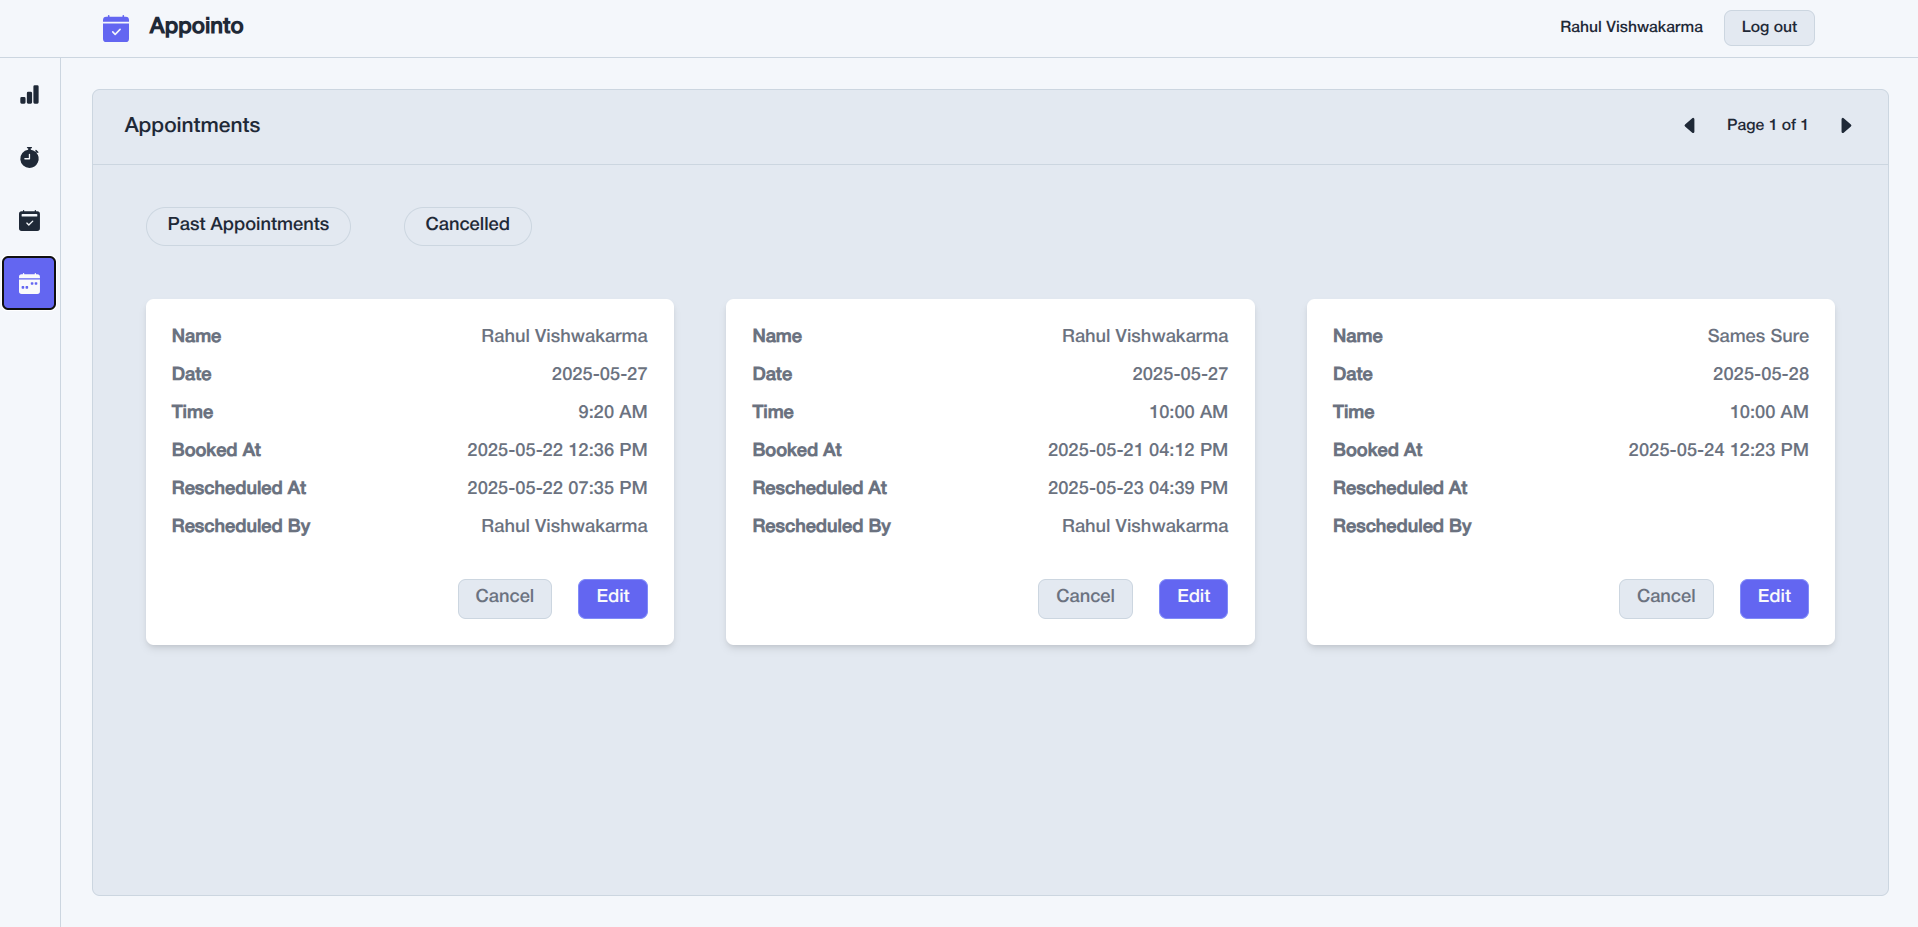 Appointo
Rahul Vishwakarma
Log out
Appointments
Page 1 of 1
Past Appointments
Cancelled
Name Rahul Vishwakarma
Date 2025-05-27
Time 9:20 AM
Booked At 2025-05-22 12:36 PM
Rescheduled At 2025-05-22 07:35 PM
Rescheduled By Rahul Vishwakarma
Cancel Edit
Name Rahul Vishwakarma
Date 2025-05-27
Time 10:00 AM
Booked At 2025-05-21 04:12 PM
Rescheduled At 2025-05-23 04:39 PM
Rescheduled By Rahul Vishwakarma
Cancel Edit
Name Sames Sure
Date 2025-05-28
Time 10:00 AM
Booked At 2025-05-24 12:23 PM
Rescheduled At
Rescheduled By
Cancel Edit